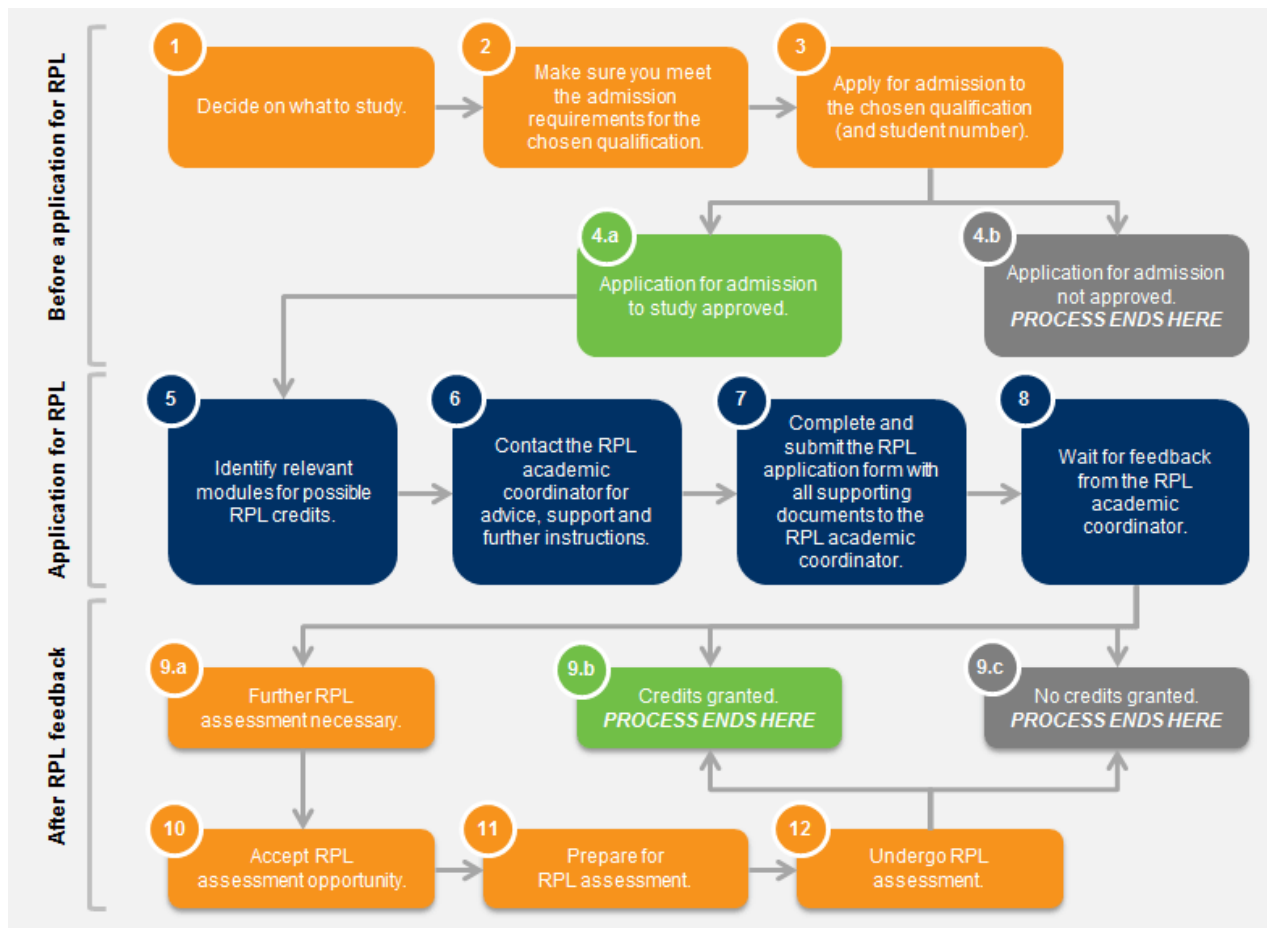 Before application for RPL
1
Decide on what to study.
2
Make sure you meet
the admission
requirements for the
chosen qualification.
3
Apply for admission to
the chosen qualification
(and student number).
4.a
Application for admission
to study approved.
4.b
Application for admission
not approved.
PROCESS ENDS HERE
Application for RPL
5
Identify relevant
modules for possible
RPL credits.
6
Contact the RPL
academic
coordinator for
advice, support and
further instructions.
7
Complete and
submit the RPL
application form with
all supporting
documents to the
RPL academic
coordinator.
8
Wait for feedback
from the RPL
academic
coordinator.
After RPL feedback
9.a
Further RPL
assessment necessary.
9.b
Credits granted.
PROCESS ENDS HERE
9.c
No credits granted.
PROCESS ENDS HERE
10
Accept RPL
assessment opportunity.
11
Prepare for
RPL assessment.
12
Undergo RPL
assessment.